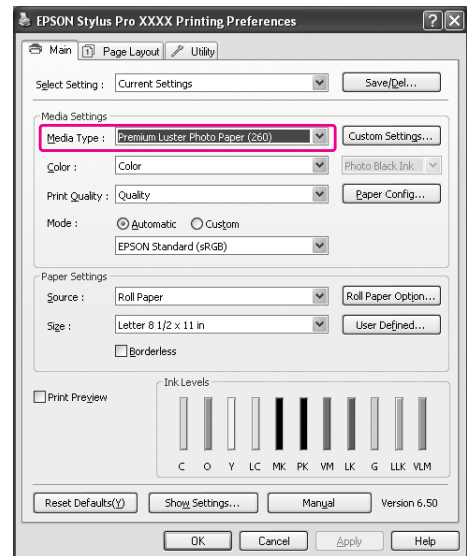 EPSON Stylus Pro XXXX Printing Preferences
Main Page Layout Utility
Select Setting : Current Settings Save/Del...
Media Settings
Media Type : Premium Luster Photo Paper (260) Custom Settings...
Color : Color Photo Black Ink
Print Quality : Quality Paper Config...
Mode : Automatic Custom
EPSON Standard (sRGB)
Paper Settings
Source : Roll Paper Roll Paper Option...
Size : Letter 8 1/2 x 11 in User Defined...
Borderless
Print Preview
Ink Levels
C O Y LC MK PK VM LK G LLK VLM
Reset Defaults(Y) Show Settings... Manual Version 6.50
OK Cancel Apply Help